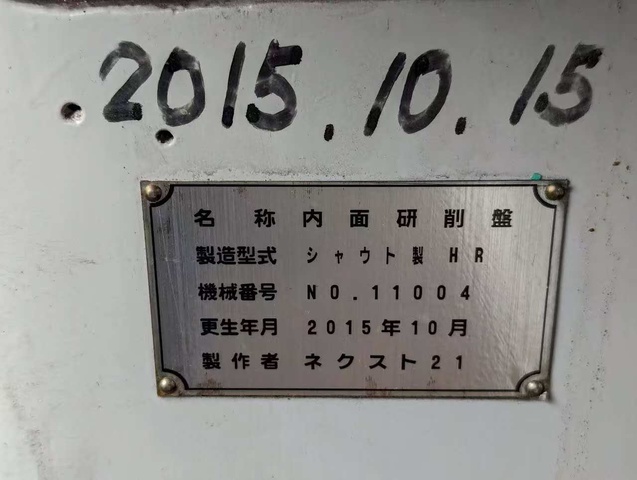 2015.10.15
名称 内面研削盤
製造型式 シャウト製 HR
機械番号 NO.11004
更生年月 2015年10月
製作者 ネクスト21